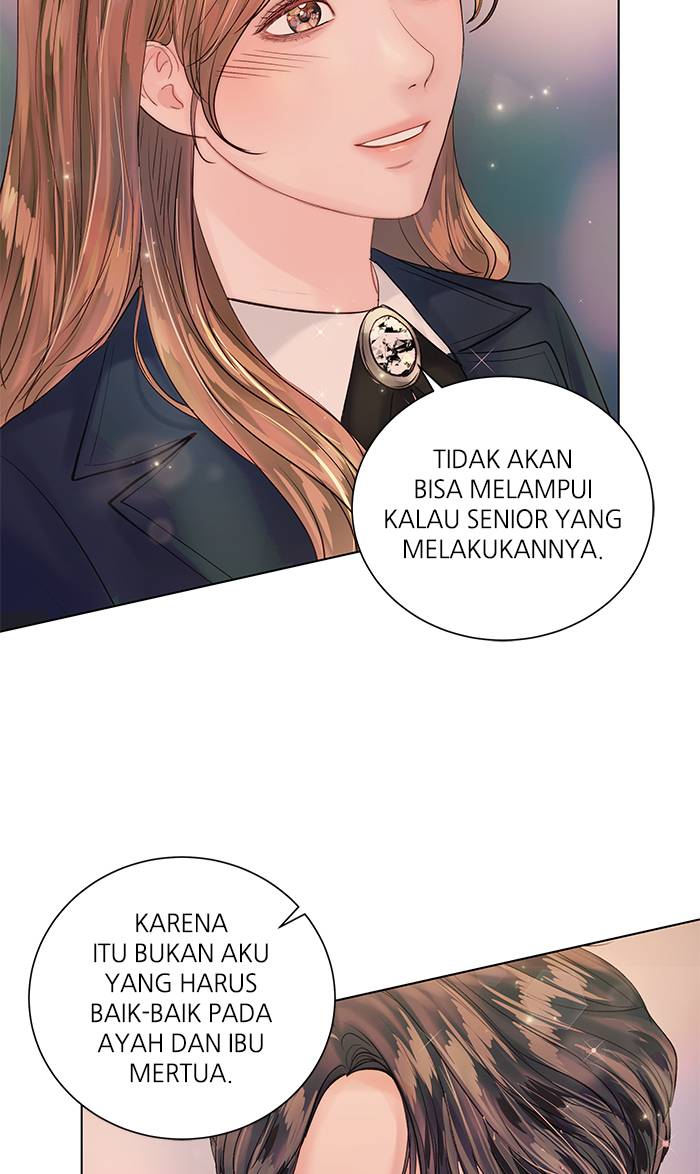 TIDAK AKAN
BISA MELAMPUI
KALAU SENIOR YANG
MELAKUKANNYA.
KARENA
ITU BUKAN AKU
YANG HARUS
BAIK-BAIK PADA
AYAH DAN IBU
MERTUA.